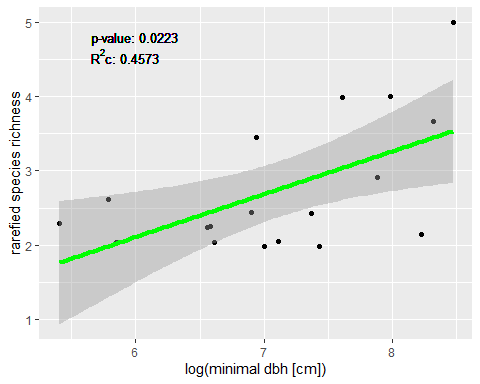 p-value: 0.0223
R2c: 0.4573
rarefied species richness
5
4
3
2
1
6 7 8
log(minimal dbh [cm])